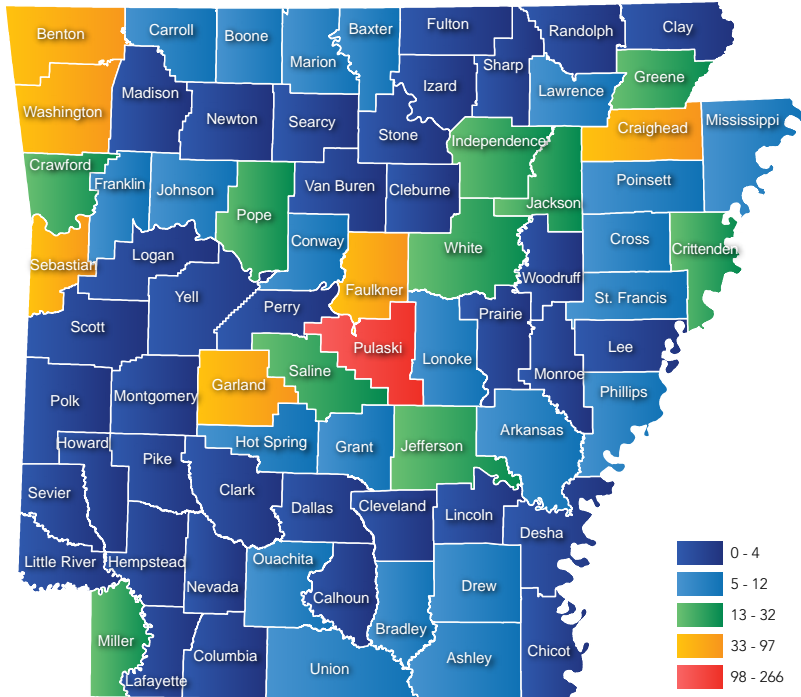 Benton
Carroll
Boone
Marion
Baxter
Fulton
Sharp
Randolph
Clay
Madison
Newton
Searcy
Izard
Stone
Lawrence
Greene
Washington
Craighead
Mississippi
Crawford
Franklin
Johnson
Pope
Van Buren
Cleburne
Independence
Jackson
Poinsett
Sebastian
Logan
Conway
Faulkner
White
Woodruff
Cross
Crittenden
Scott
Yell
Perry
Pulaski
Lonoke
Prairie
St. Francis
Lee
Monroe
Phillips
Polk
Montgomery
Garland
Saline
Hot Spring
Grant
Jefferson
Arkansas
Howard
Pike
Sevier
Clark
Dallas
Cleveland
Lincoln
Desha
Little River
Hempstead
Nevada
Ouachita
Calhoun
Bradley
Drew
Miller
Lafayette
Columbia
Union
Ashley
Chicot
0 - 4
5 - 12
13 - 32
33 - 97
98 - 266